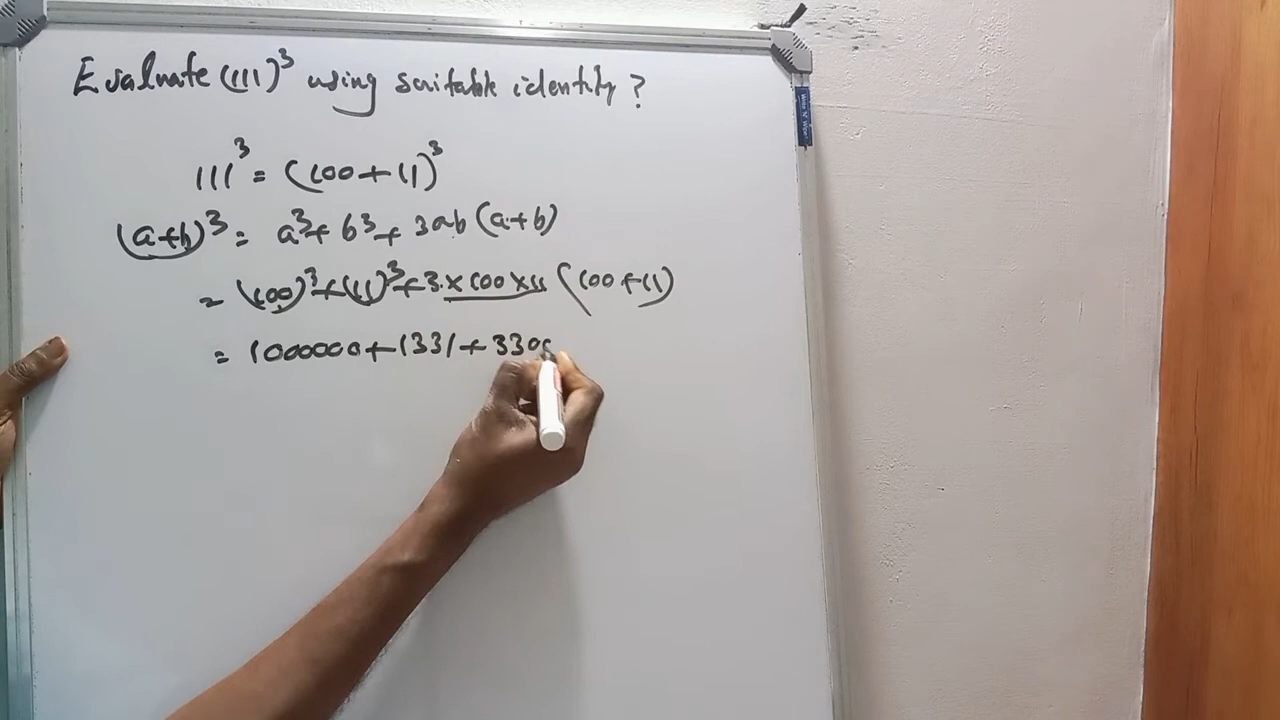 Evaluate (111)³ using suitable identity ?
111³ = (100+11)³
(a+b)³ = a³+ b³+ 3ab (a+b)
= (100)³+(11)³+3×100×11 (100+11)
= 1000000+1331+3300